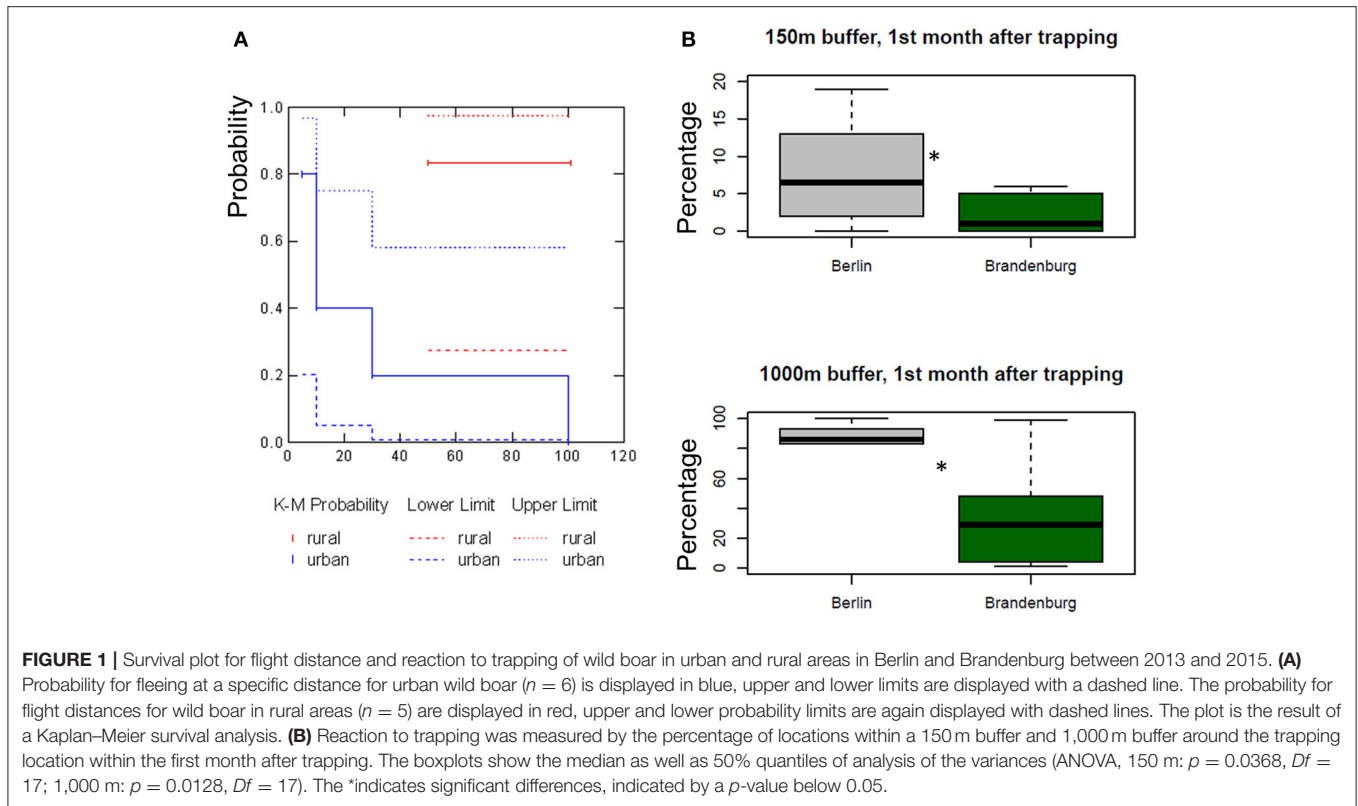 A
Probability
1.0
0.8
0.6
0.4
0.2
0.0
0 20 40 60 80 100 120
K-M Probability Lower Limit Upper Limit
rural rural rural
urban urban urban
B
150m buffer, 1st month after trapping
Percentage
20
15
10
5
0
Berlin Brandenburg
*
1000m buffer, 1st month after trapping
Percentage
100
60
20
0
Berlin Brandenburg
*
FIGURE 1 | Survival plot for flight distance and reaction to trapping of wild boar in urban and rural areas in Berlin and Brandenburg between 2013 and 2015. (A)
Probability for fleeing at a specific distance for urban wild boar (n = 6) is displayed in blue, upper and lower limits are displayed with a dashed line. The probability for
flight distances for wild boar in rural areas (n = 5) are displayed in red, upper and lower probability limits are again displayed with dashed lines. The plot is the result of
a Kaplan–Meier survival analysis. (B) Reaction to trapping was measured by the percentage of locations within a 150 m buffer and 1,000 m buffer around the trapping
location within the first month after trapping. The boxplots show the median as well as 50% quantiles of analysis of the variances (ANOVA, 150 m: p = 0.0368, Df =
17; 1,000 m: p = 0.0128, Df = 17). The *indicates significant differences, indicated by a p-value below 0.05.